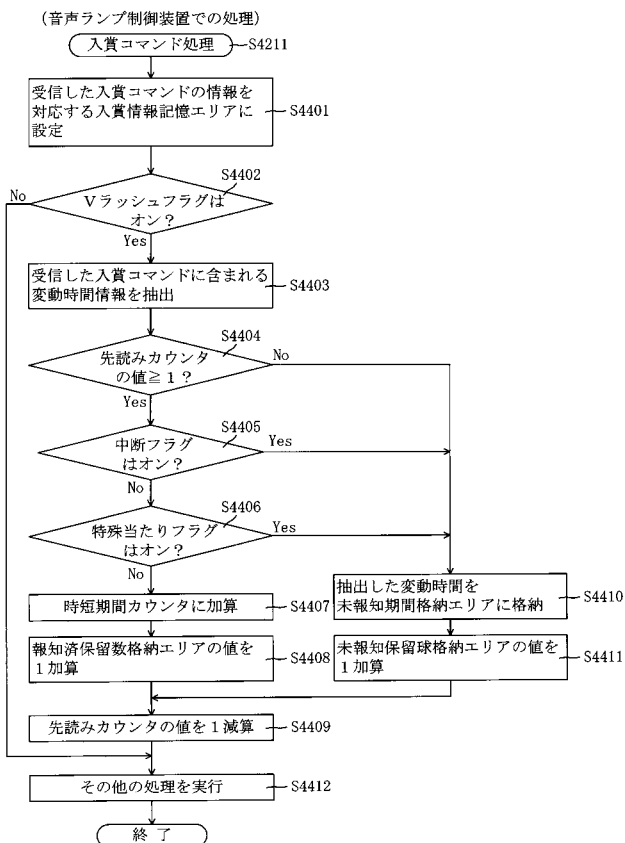 (音声ランプ制御装置での処理)
入賞コマンド処理
S4211
受信した入賞コマンドの情報を
対応する入賞情報記憶エリアに
設定
S4401
S4402
No
Vラッシュフラグは
オン?
Yes
受信した入賞コマンドに含まれる
変動時間情報を抽出
S4403
S4404
先読みカウンタ
の値≧1?
No
Yes
S4405
中断フラグ
はオン?
Yes
No
S4406
特殊当たりフラグ
はオン?
Yes
No
時短期間カウンタに加算
S4407
抽出した変動時間を
未報知期間格納エリアに格納
S4410
報知済保留数格納エリアの値を
1加算
S4408
未報知保留球格納エリアの値を
1加算
S4411
先読みカウンタの値を1減算
S4409
その他の処理を実行
S4412
終了